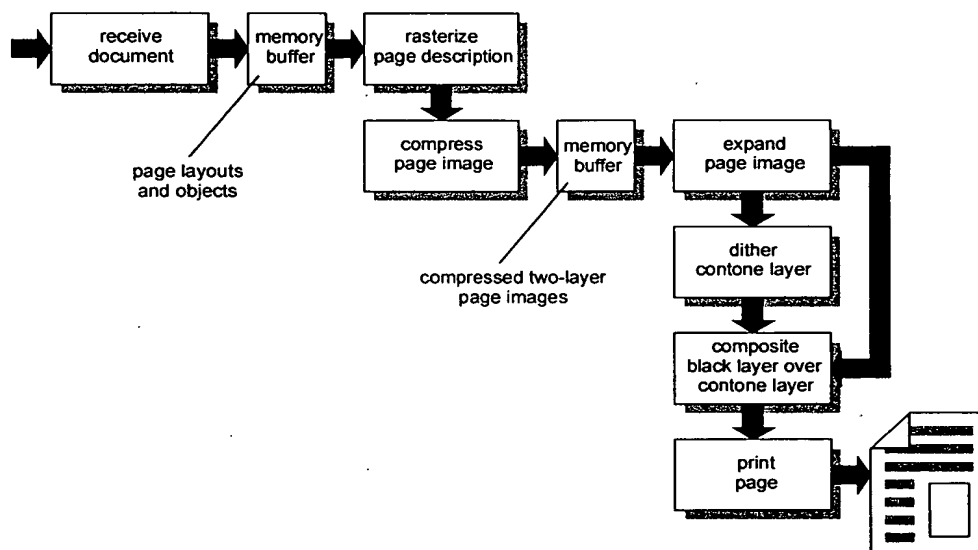 receive
document
memory
buffer
rasterize
page description
page layouts
and objects
compress
page image
memory
buffer
expand
page image
compressed two-layer
page images
dither
contone layer
composite
black layer over
contone layer
print
page